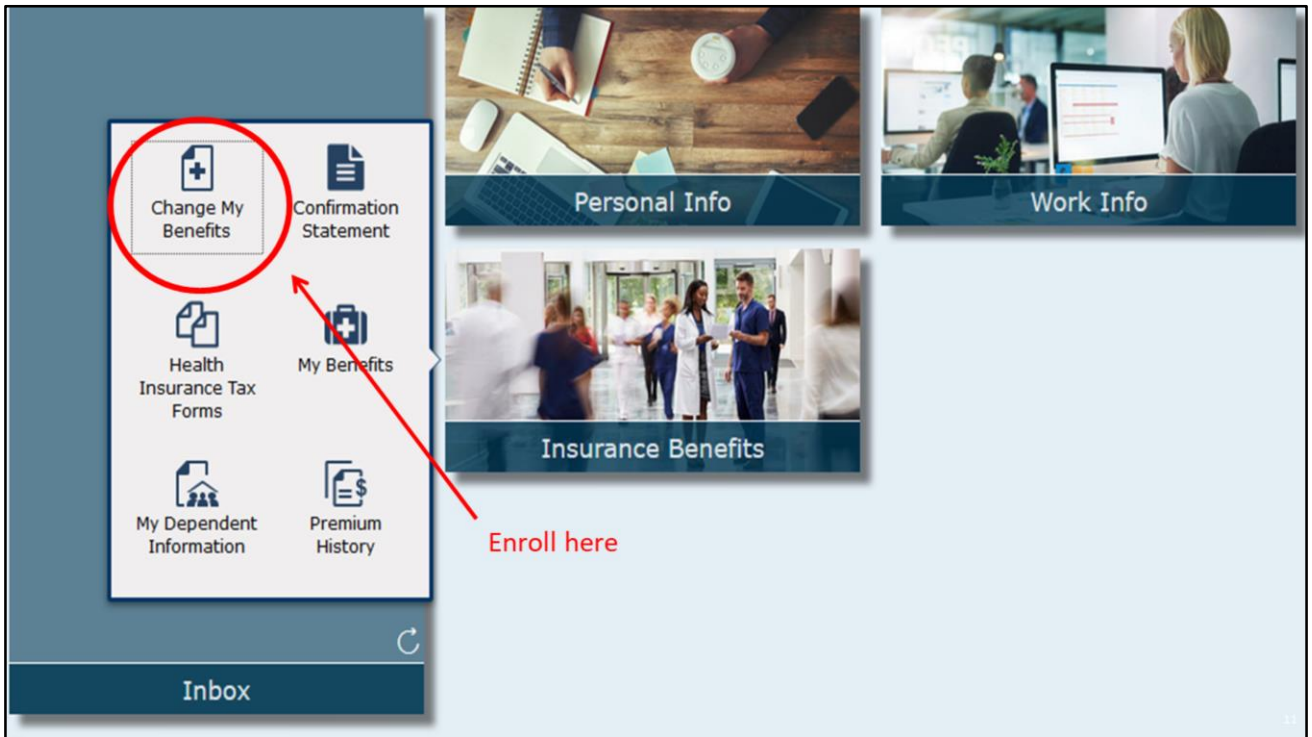 Personal Info
Work Info
Change My
Benefits
Confirmation
Statement
Health
Insurance Tax
Forms
My Benefits
Insurance Benefits
My Dependent
Information
Premium
History
Enroll here
Inbox
11